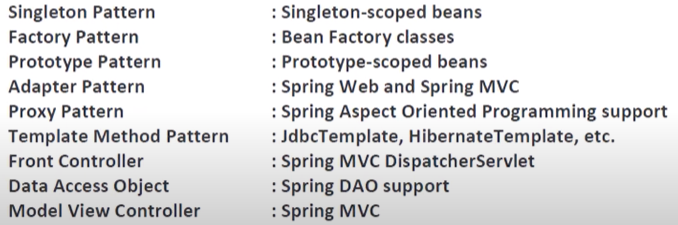 Singleton Pattern : Singleton-scoped beans
Factory Pattern : Bean Factory classes
Prototype Pattern : Prototype-scoped beans
Adapter Pattern : Spring Web and Spring MVC
Proxy Pattern : Spring Aspect Oriented Programming support
Template Method Pattern : JdbcTemplate, HibernateTemplate, etc.
Front Controller : Spring MVC DispatcherServlet
Data Access Object : Spring DAO support
Model View Controller : Spring MVC